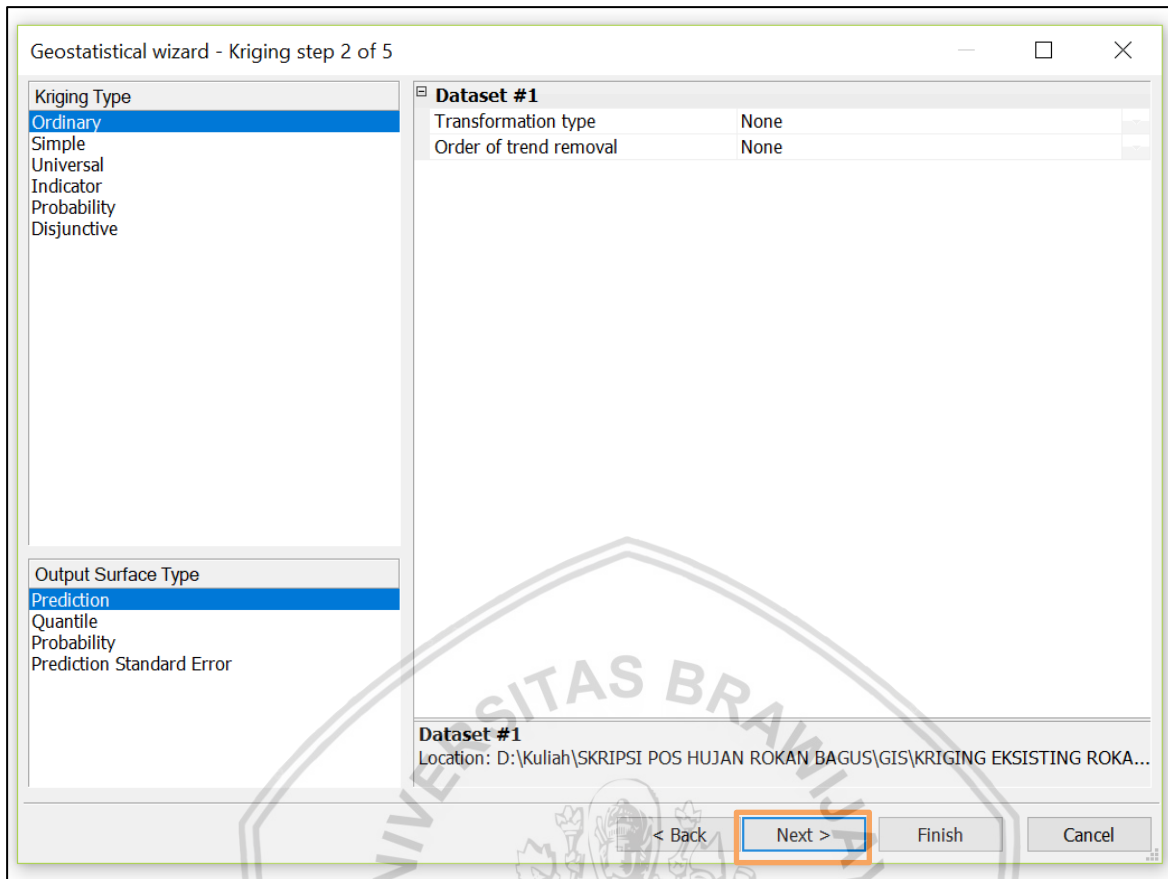 Geostatistical wizard - Kriging step 2 of 5
Kriging Type
Ordinary
Simple
Universal
Indicator
Probability
Disjunctive
Output Surface Type
Prediction
Quantile
Probability
Prediction Standard Error
Dataset #1
Transformation type None
Order of trend removal None
Dataset #1
Location: D:\Kuliah\SKRIPSI POS HUJAN ROKAN BAGUS\GIS\KRIGING EKSISTING ROKA...
< Back Next > Finish Cancel
UNIVERSITAS BRAWIJAYA